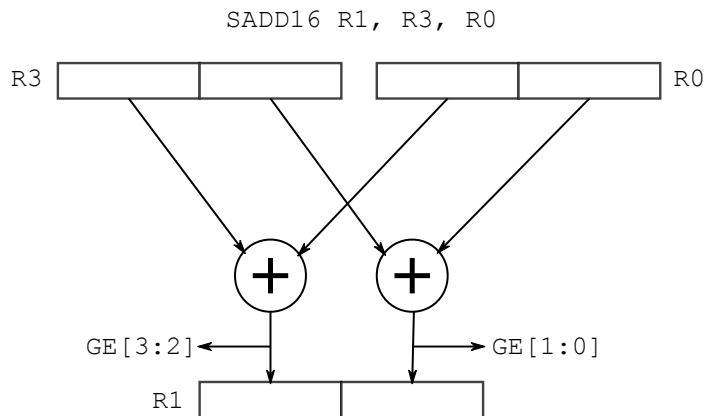 SADD16 R1, R3, R0
R3 R0
+ +
GE[3:2] GE[1:0]
R1